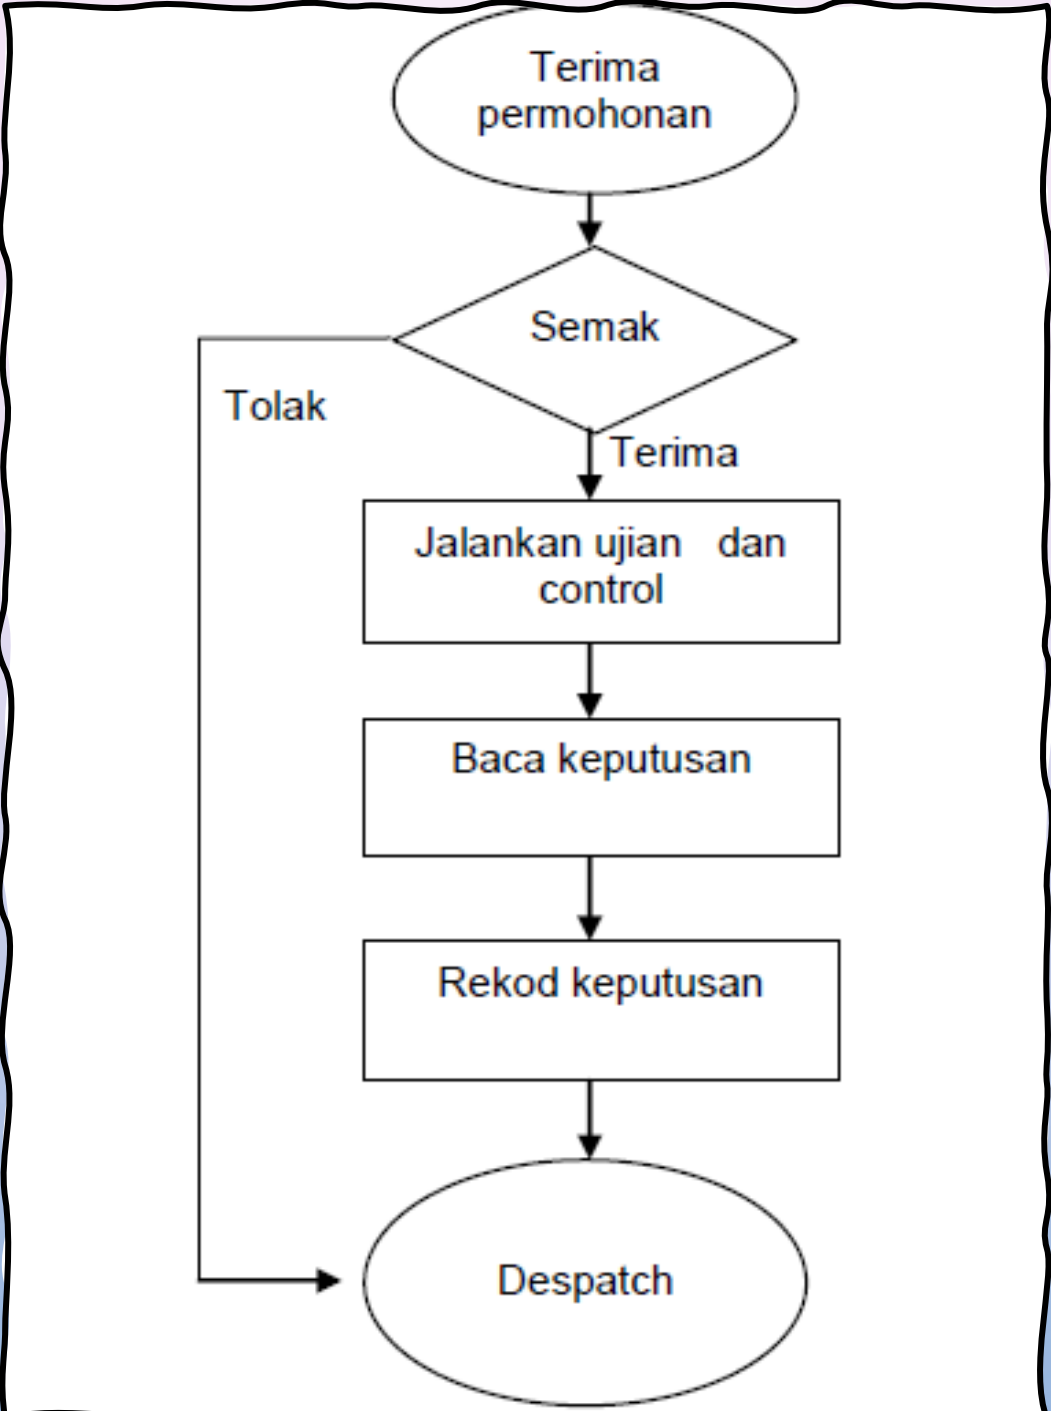 Terima
permohonan
Semak
Tolak
Terima
Jalankan ujian dan
control
Baca keputusan
Rekod keputusan
Despatch